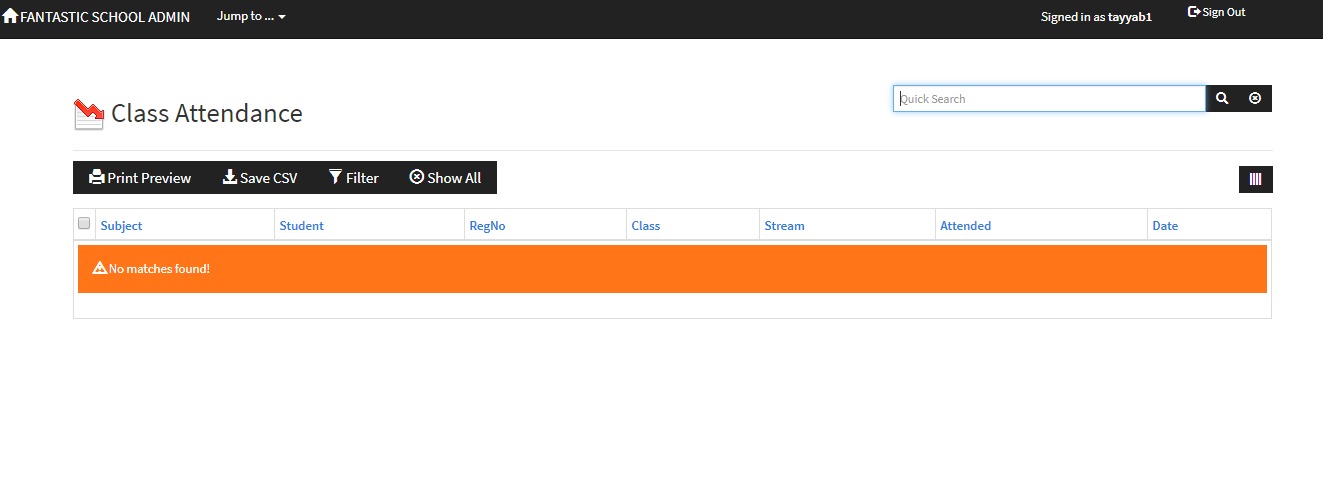 FANTASTIC SCHOOL ADMIN Jump to ... Signed in as tayyab1 Sign Out
Class Attendance
Quick Search
Print Preview Save CSV Filter Show All
Subject Student RegNo Class Stream Attended Date
No matches found!